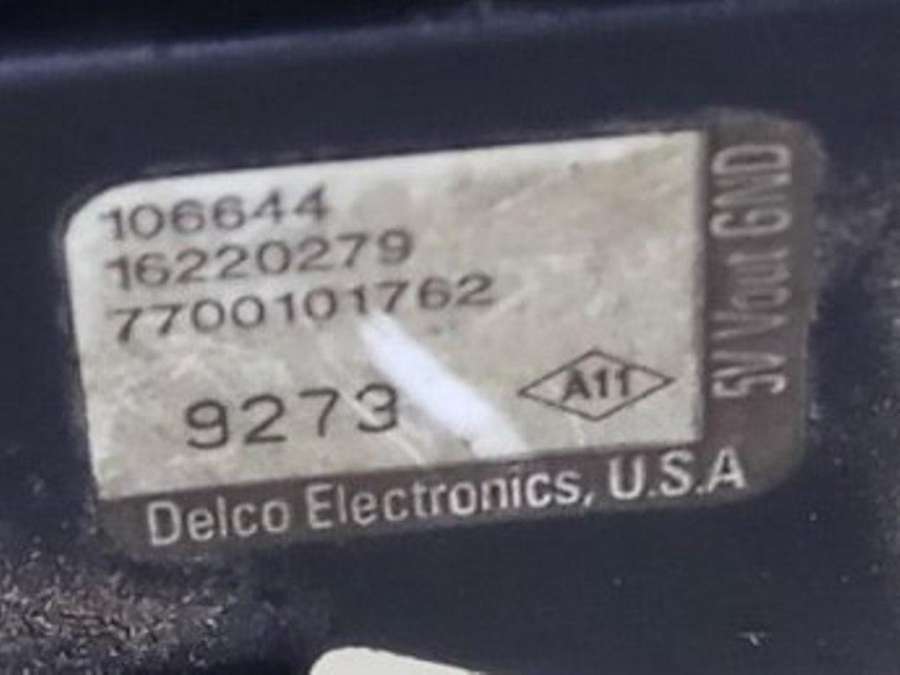 106644
16220279
7700101762
9273
A11
Delco Electronics, U.S.A
5V Vout GND